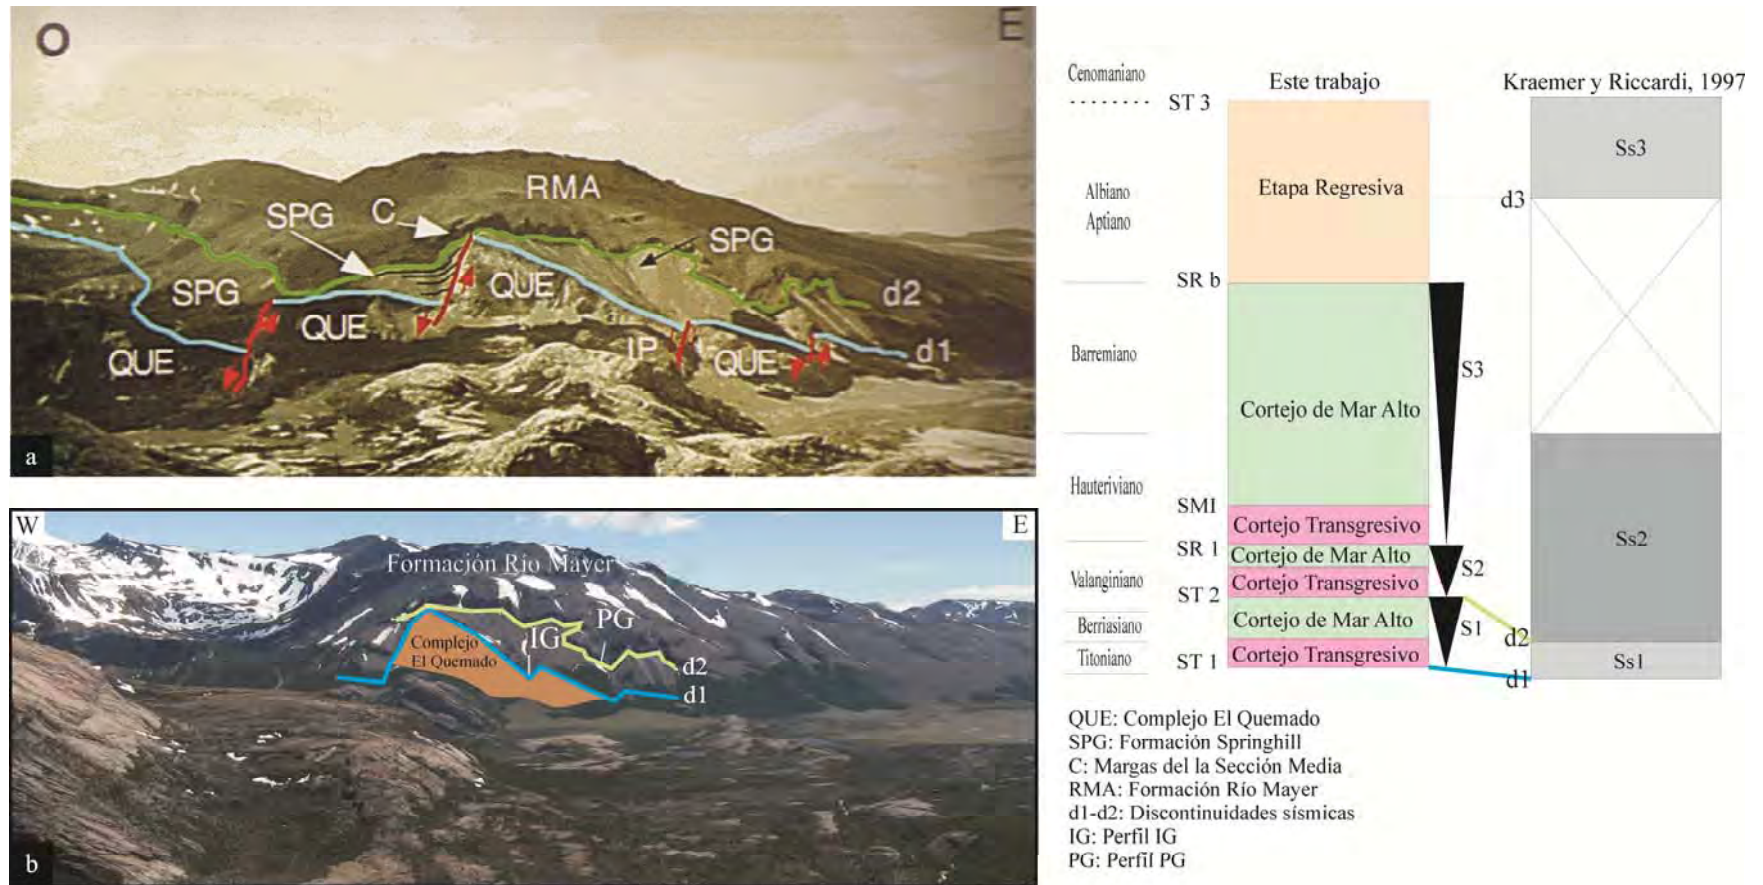 O
E
RMA
SPG
C
SPG
SPG
QUE
QUE
d2
QUE
IP
QUE
d1
a
W
E
Formación Río Mayer
PG
IG
Complejo
El Quemado
d2
d1
b
Este trabajo
Kraemer y Riccardi, 1997
Cenomaniano
ST 3
Ss3
Etapa Regresiva
Albiano
Aptiano
d3
SR b
Barremiano
S3
Cortejo de Mar Alto
Hauteriviano
SMI
Cortejo Transgresivo
Ss2
SR 1
Cortejo de Mar Alto
S2
Valanginiano
Cortejo Transgresivo
ST 2
Berriasiano
Cortejo de Mar Alto
S1
d2
Titoniano
ST 1
Cortejo Transgresivo
Ss1
d1
QUE: Complejo El Quemado
SPG: Formación Springhill
C: Margas del la Sección Media
RMA: Formación Río Mayer
d1-d2: Discontinuidades sísmicas
IG: Perfil IG
PG: Perfil PG